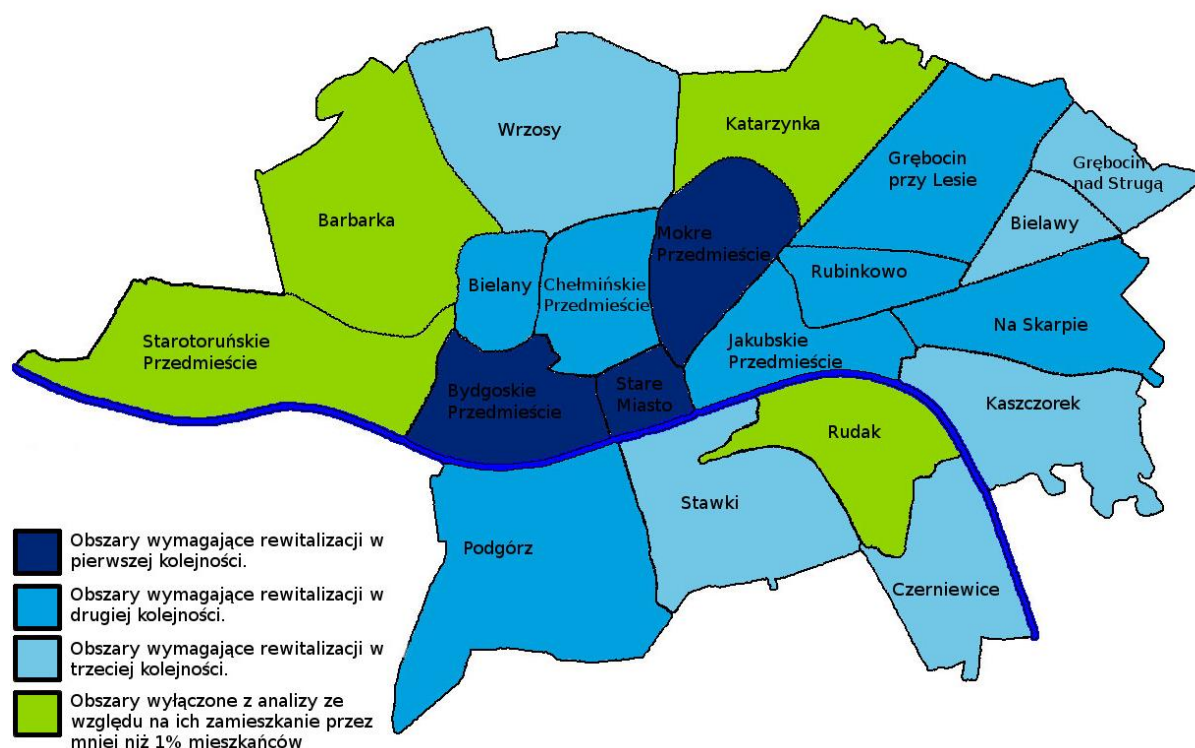 Wrzosy
Katarzynka
Grębocin
przy Lesie
Grębocin
nad Strugą
Barbarka
Mokre
Przedmieście
Bielawy
Bielany
Chełmińskie
Przedmieście
Rubinkowo
Starotoruńskie
Przedmieście
Jakubskie
Przedmieście
Na Skarpie
Bydgoskie
Przedmieście
Stare
Miasto
Kaszczorek
Rudak
Stawki
Podgórz
Czerniewice
Obszary wymagające rewitalizacji w
pierwszej kolejności.
Obszary wymagające rewitalizacji w
drugiej kolejności.
Obszary wymagające rewitalizacji w
trzeciej kolejności.
Obszary wyłączone z analizy ze
względu na ich zamieszkanie przez
mniej niż 1% mieszkańców